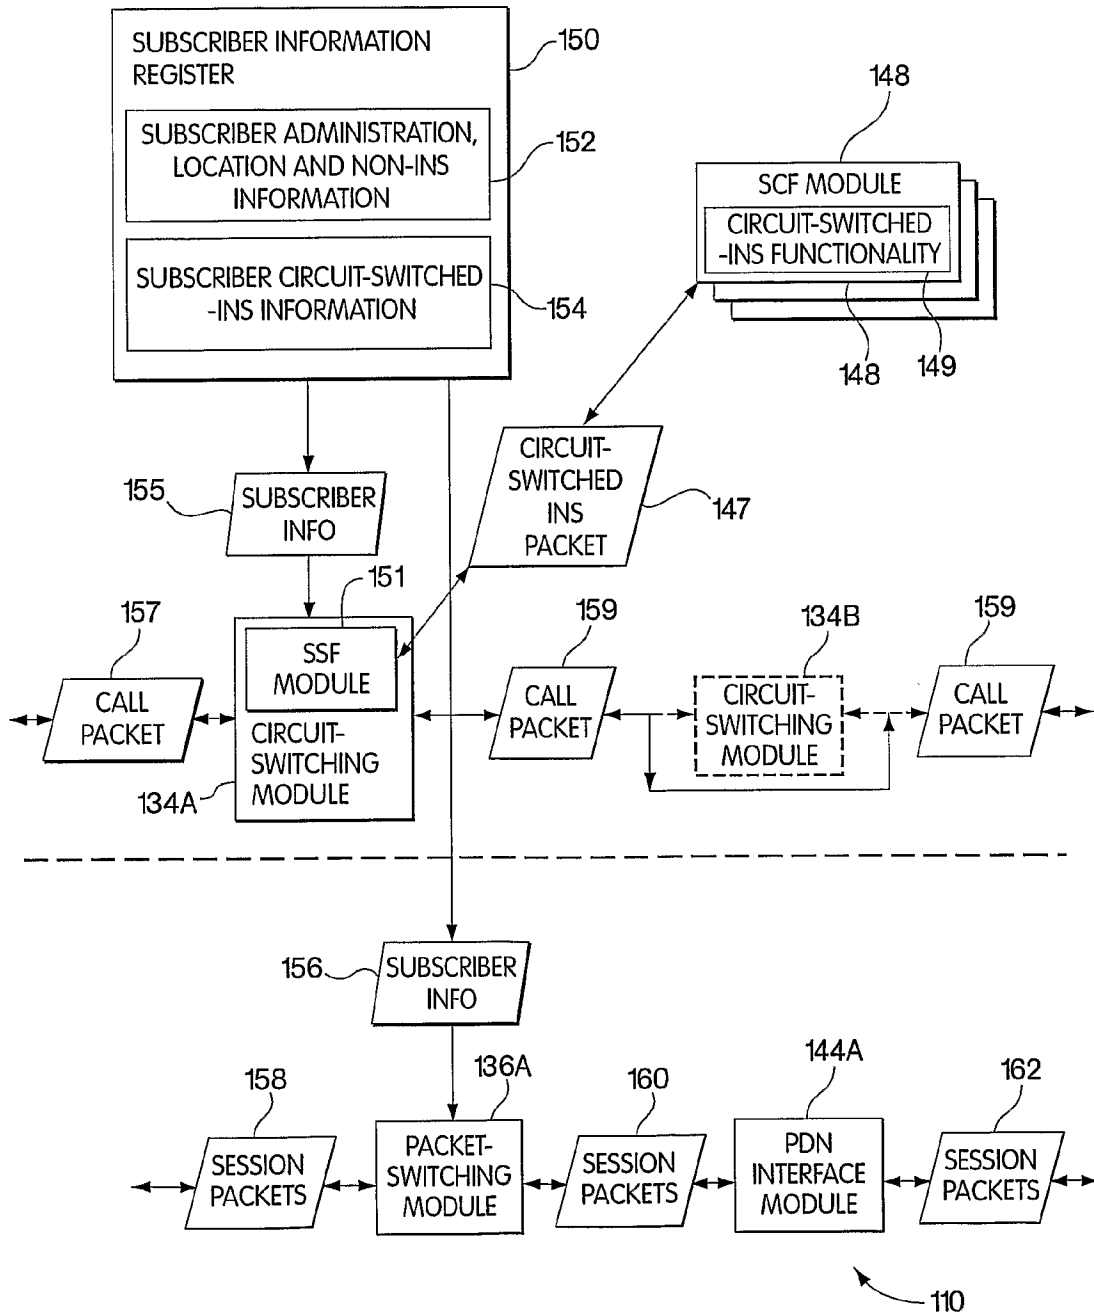 SUBSCRIBER INFORMATION
REGISTER
150
SUBSCRIBER ADMINISTRATION,
LOCATION AND NON-INS
INFORMATION
152
SUBSCRIBER CIRCUIT-SWITCHED
-INS INFORMATION
154
148
SCF MODULE
CIRCUIT-SWITCHED
-INS FUNCTIONALITY
148
149
CIRCUIT-
SWITCHED
INS
PACKET
147
155
SUBSCRIBER
INFO
151
157
CALL
PACKET
SSF
MODULE
CIRCUIT-
SWITCHING
MODULE
134A
159
CALL
PACKET
134B
CIRCUIT-
SWITCHING
MODULE
159
CALL
PACKET
156
SUBSCRIBER
INFO
158
SESSION
PACKETS
136A
PACKET-
SWITCHING
MODULE
160
SESSION
PACKETS
144A
PDN
INTERFACE
MODULE
162
SESSION
PACKETS
110